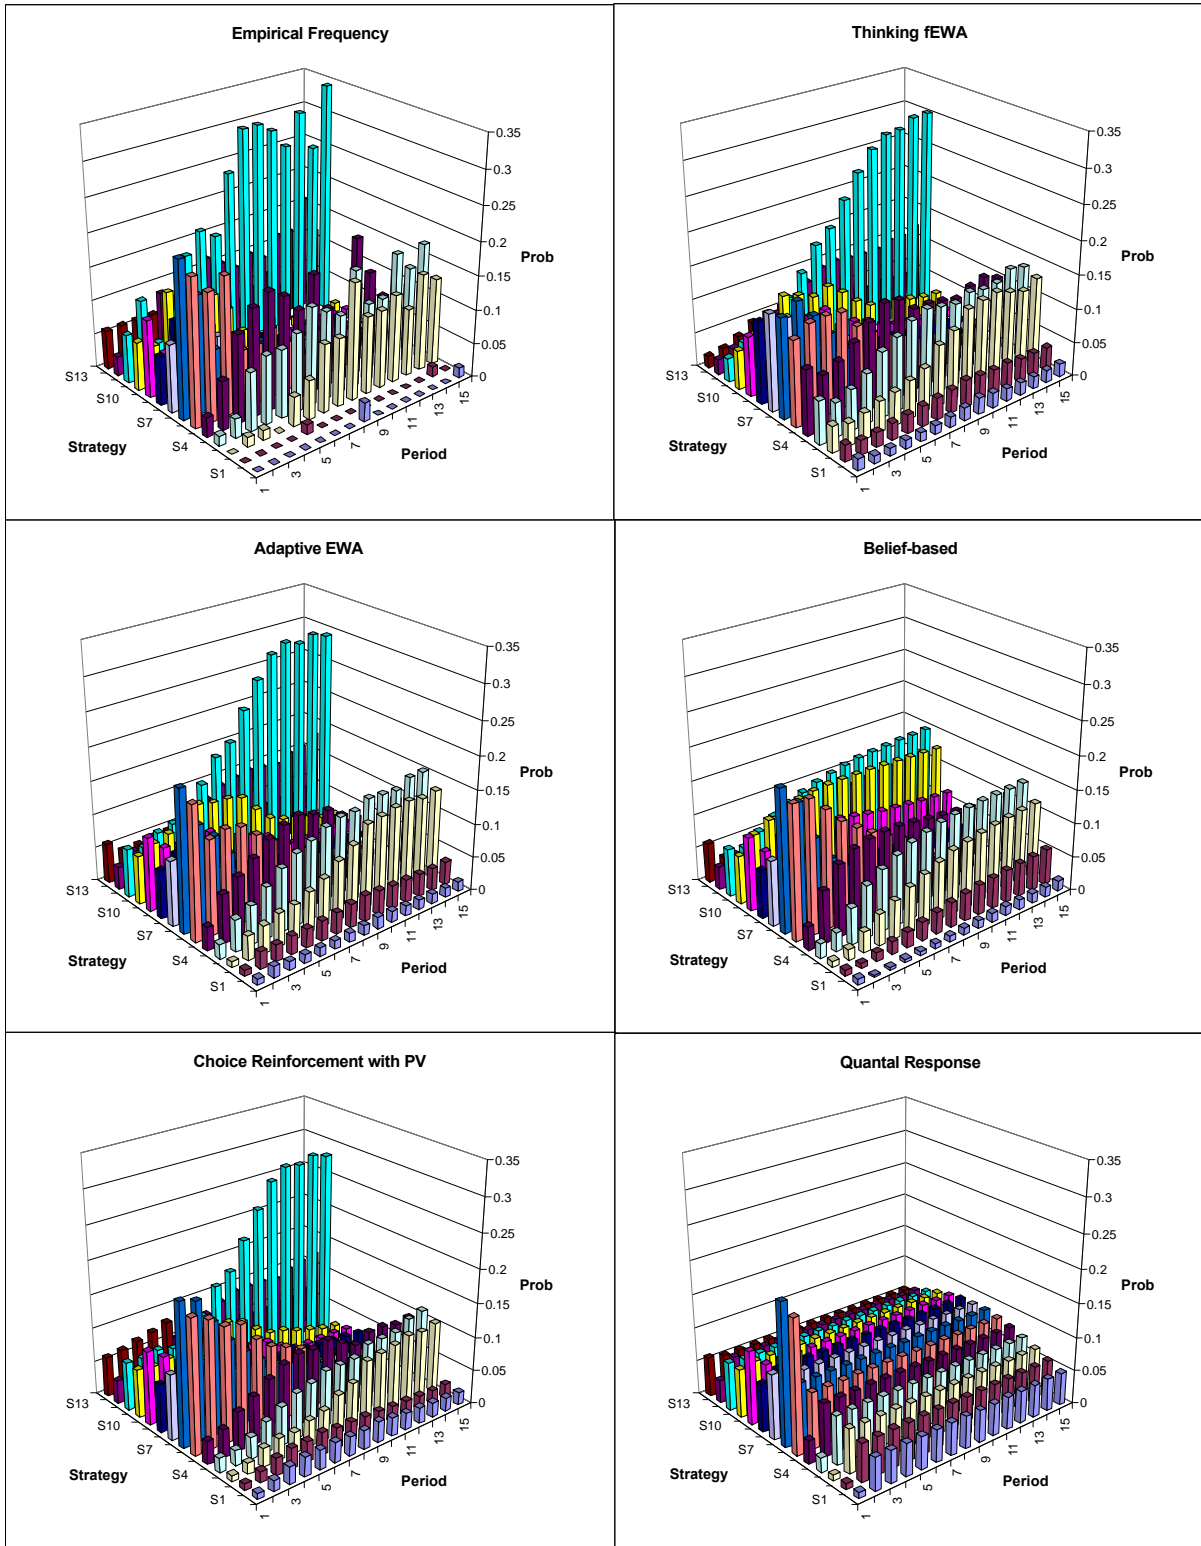 Empirical Frequency
0.35
0.3
0.25
0.2
0.15
0.1
0.05
0
Prob
S13
S10
S7
S4
S1
Strategy
1
3
5
7
9
11
13
15
Period
Thinking fEWA
0.35
0.3
0.25
0.2
0.15
0.1
0.05
0
Prob
S13
S10
S7
S4
S1
Strategy
1
3
5
7
9
11
13
15
Period
Adaptive EWA
0.35
0.3
0.25
0.2
0.15
0.1
0.05
0
Prob
S13
S10
S7
S4
S1
Strategy
1
3
5
7
9
11
13
15
Period
Belief-based
0.35
0.3
0.25
0.2
0.15
0.1
0.05
0
Prob
S13
S10
S7
S4
S1
Strategy
1
3
5
7
9
11
13
15
Period
Choice Reinforcement with PV
0.35
0.3
0.25
0.2
0.15
0.1
0.05
0
Prob
S13
S10
S7
S4
S1
Strategy
1
3
5
7
9
11
13
15
Period
Quantal Response
0.35
0.3
0.25
0.2
0.15
0.1
0.05
0
Prob
S13
S10
S7
S4
S1
Strategy
1
3
5
7
9
11
13
15
Period